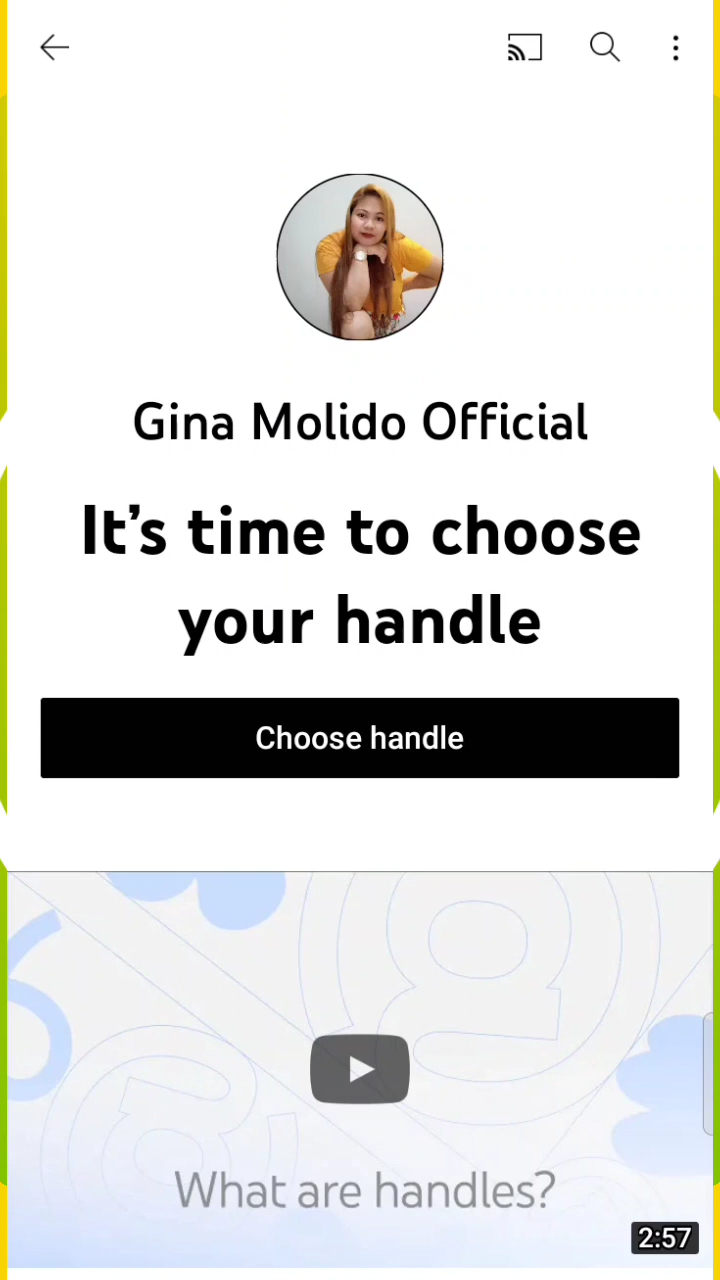 Gina Molido Official
It's time to choose
your handle
Choose handle
What are handles?
2:57